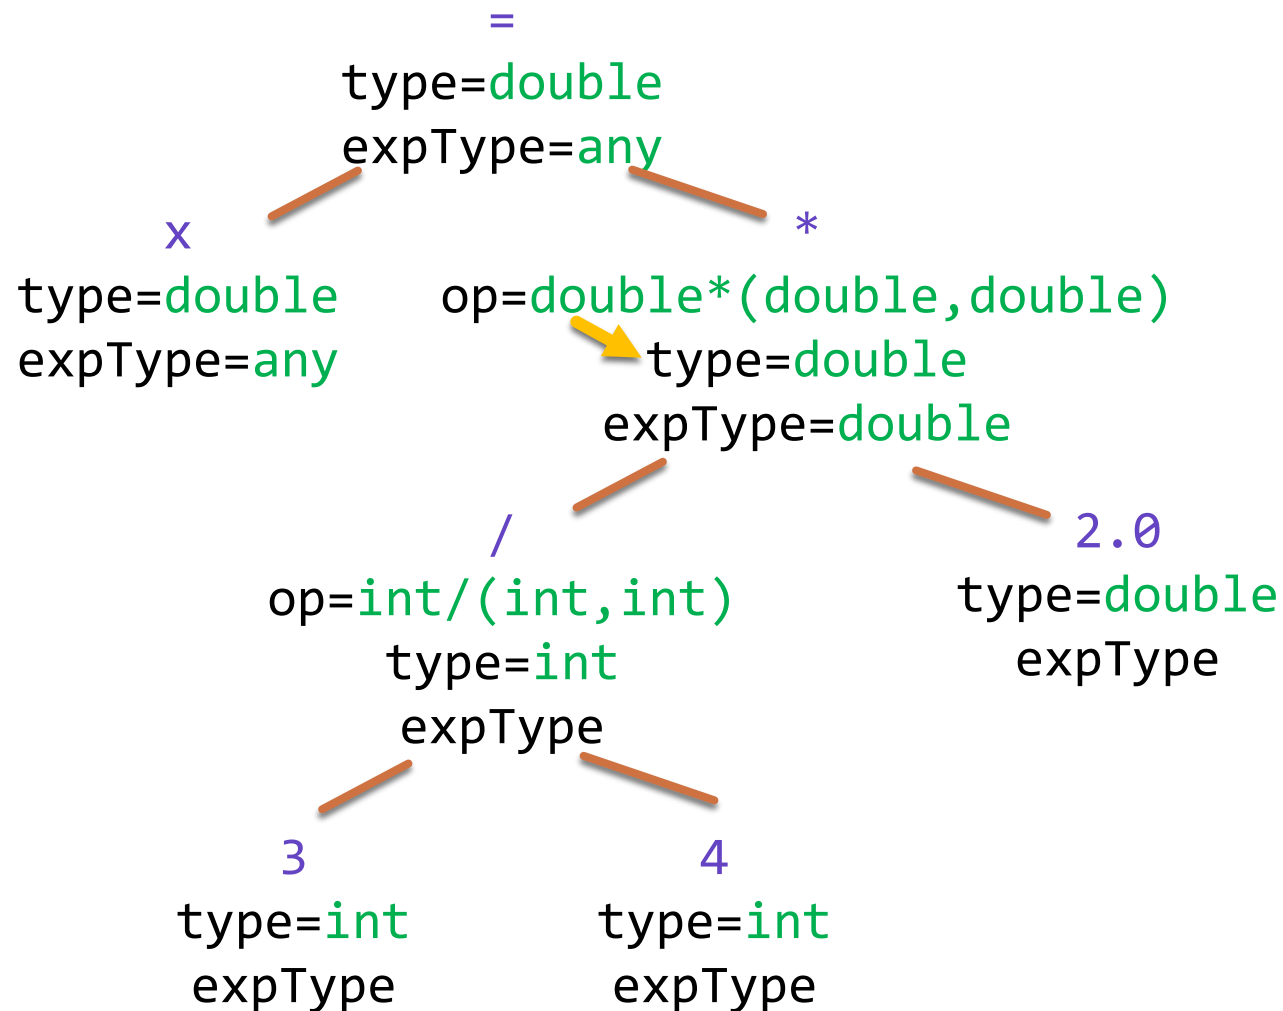 =
type=double
expType=any
x
type=double
expType=any
*
op=double*(double,double)
type=double
expType=double
/
op=int/(int,int)
type=int
expType
2.0
type=double
expType
3
type=int
expType
4
type=int
expType